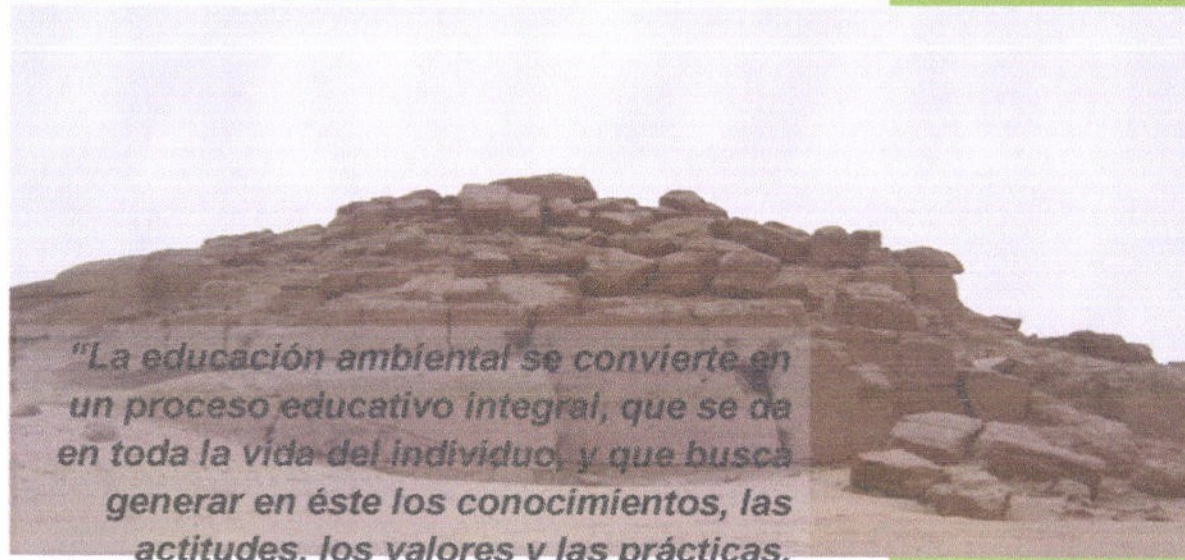 "La educación ambiental se convierte en
un proceso educativo integral, que se da
en toda la vida del individuo, y que busca
generar en éste los conocimientos, las
actitudes, los valores y las prácticas,